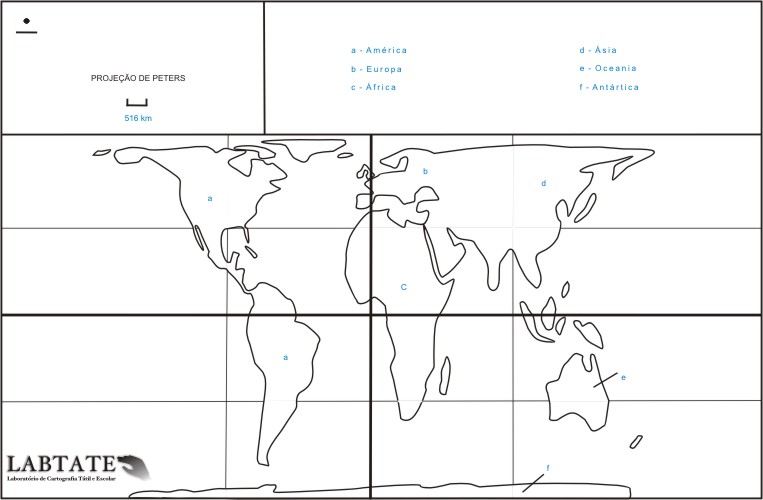 PROJEÇÃO DE PETERS
516 km
a - América
b - Europa
c - África
d - Ásia
e - Oceania
f - Antártica
a
b
d
C
a
e
f
LABTATE
Laboratório de Cartografia Tátil e Escolar